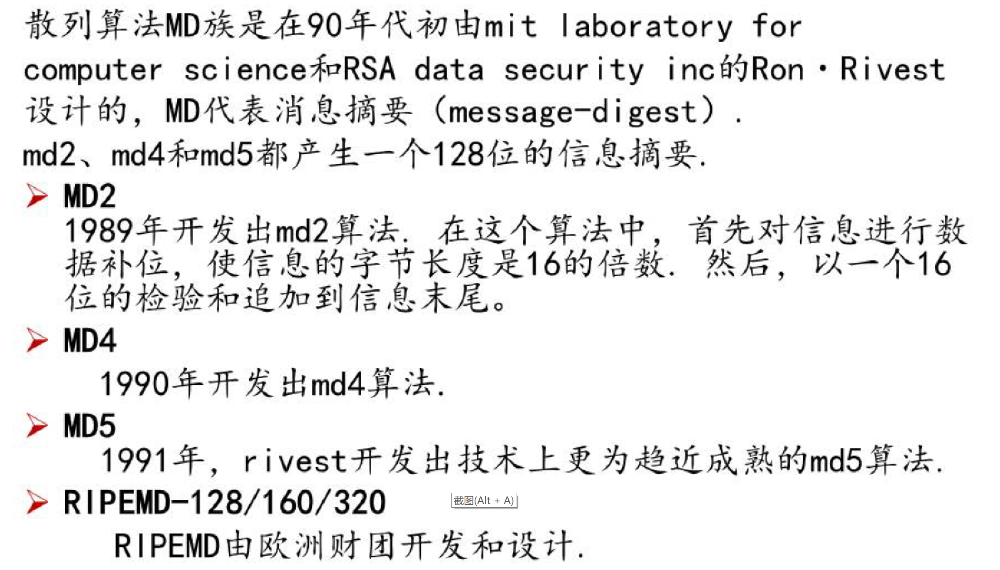 散列算法MD族是在90年代初由mit laboratory for
computer science和RSA data security inc的Ron·Rivest
设计的，MD代表消息摘要（message-digest）.
md2、md4和md5都产生一个128位的信息摘要.
MD2
1989年开发出md2算法. 在这个算法中，首先对信息进行数
据补位，使信息的字节长度是16的倍数. 然后，以一个16
位的检验和追加到信息末尾。
MD4
1990年开发出md4算法.
MD5
1991年，rivest开发出技术上更为趋近成熟的md5算法.
RIPEMD-128/160/320
截图(Alt + A)
RIPEMD由欧洲财团开发和设计.